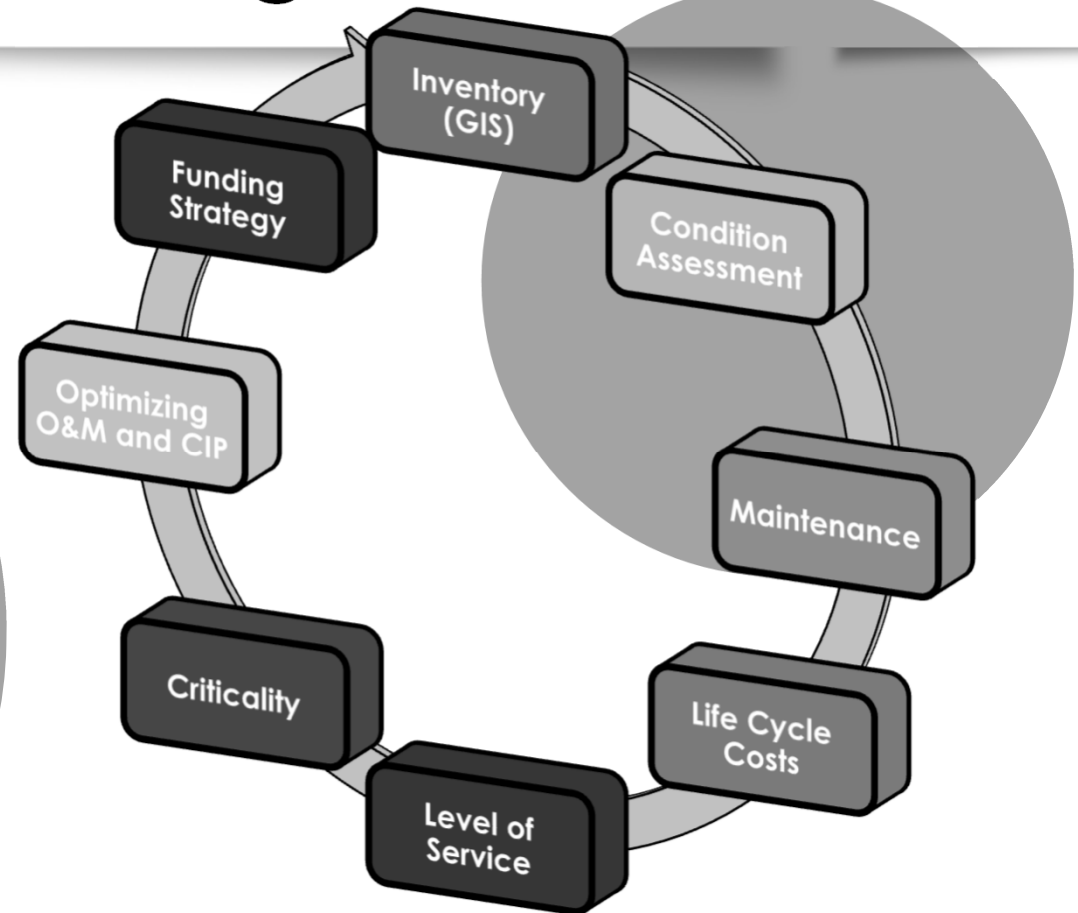 Inventory
(GIS)
Condition
Assessment
Maintenance
Life Cycle
Costs
Level of
Service
Criticality
Optimizing
O&M and CIP
Funding
Strategy